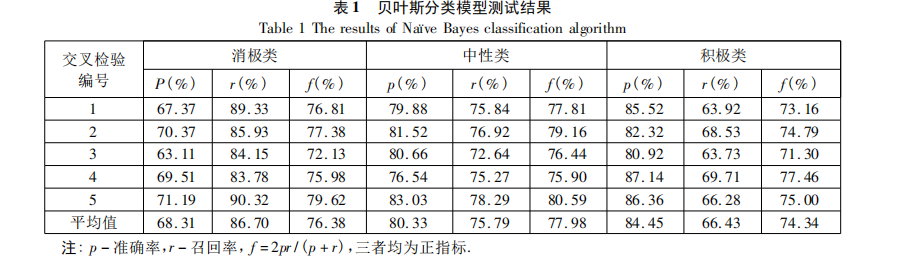 表1 贝叶斯分类模型测试结果
Table 1 The results of Naïve Bayes classification algorithm
交叉检验编号 消极类 中性类 积极类
P(%) r(%) f(%) p(%) r(%) f(%) p(%) r(%) f(%)
1 67.37 89.33 76.81 79.88 75.84 77.81 85.52 63.92 73.16
2 70.37 85.93 77.38 81.52 76.92 79.16 82.32 68.53 74.79
3 63.11 84.15 72.13 80.66 72.64 76.44 80.92 63.73 71.30
4 69.51 83.78 75.98 76.54 75.27 75.90 87.14 69.71 77.46
5 71.19 90.32 79.62 83.03 78.29 80.59 86.36 66.28 75.00
平均值 68.31 86.70 76.38 80.33 75.79 77.98 84.45 66.43 74.34
注: p-准确率,r-召回率, f=2pr/(p+r),三者均为正指标.